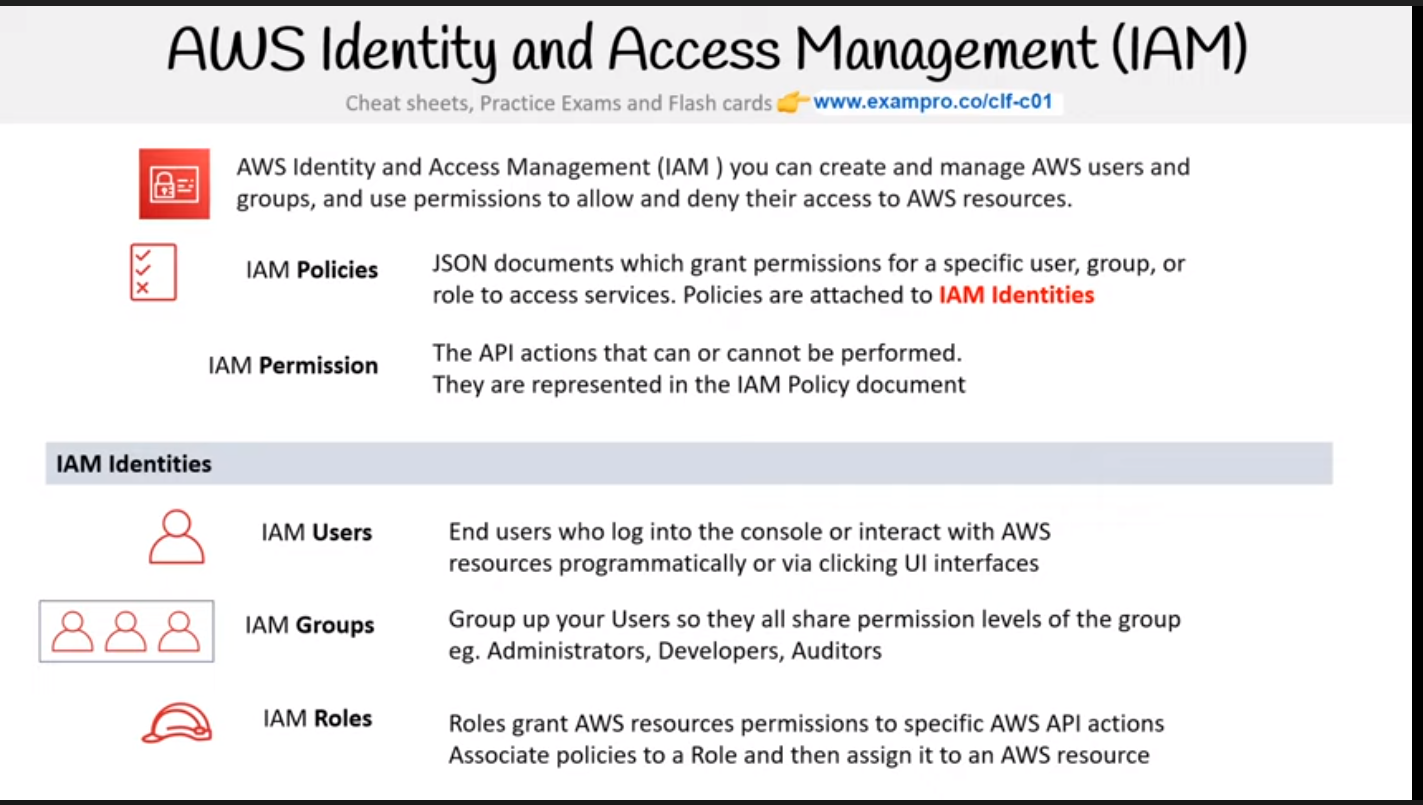 AWS Identity and Access Management (IAM)
Cheat sheets, Practice Exams and Flash cards 👉 www.exampro.co/clf-c01
AWS Identity and Access Management (IAM ) you can create and manage AWS users and
groups, and use permissions to allow and deny their access to AWS resources.
IAM Policies
JSON documents which grant permissions for a specific user, group, or
role to access services. Policies are attached to IAM Identities
IAM Permission
The API actions that can or cannot be performed.
They are represented in the IAM Policy document
IAM Identities
IAM Users
End users who log into the console or interact with AWS
resources programmatically or via clicking UI interfaces
IAM Groups
Group up your Users so they all share permission levels of the group
eg. Administrators, Developers, Auditors
IAM Roles
Roles grant AWS resources permissions to specific AWS API actions
Associate policies to a Role and then assign it to an AWS resource